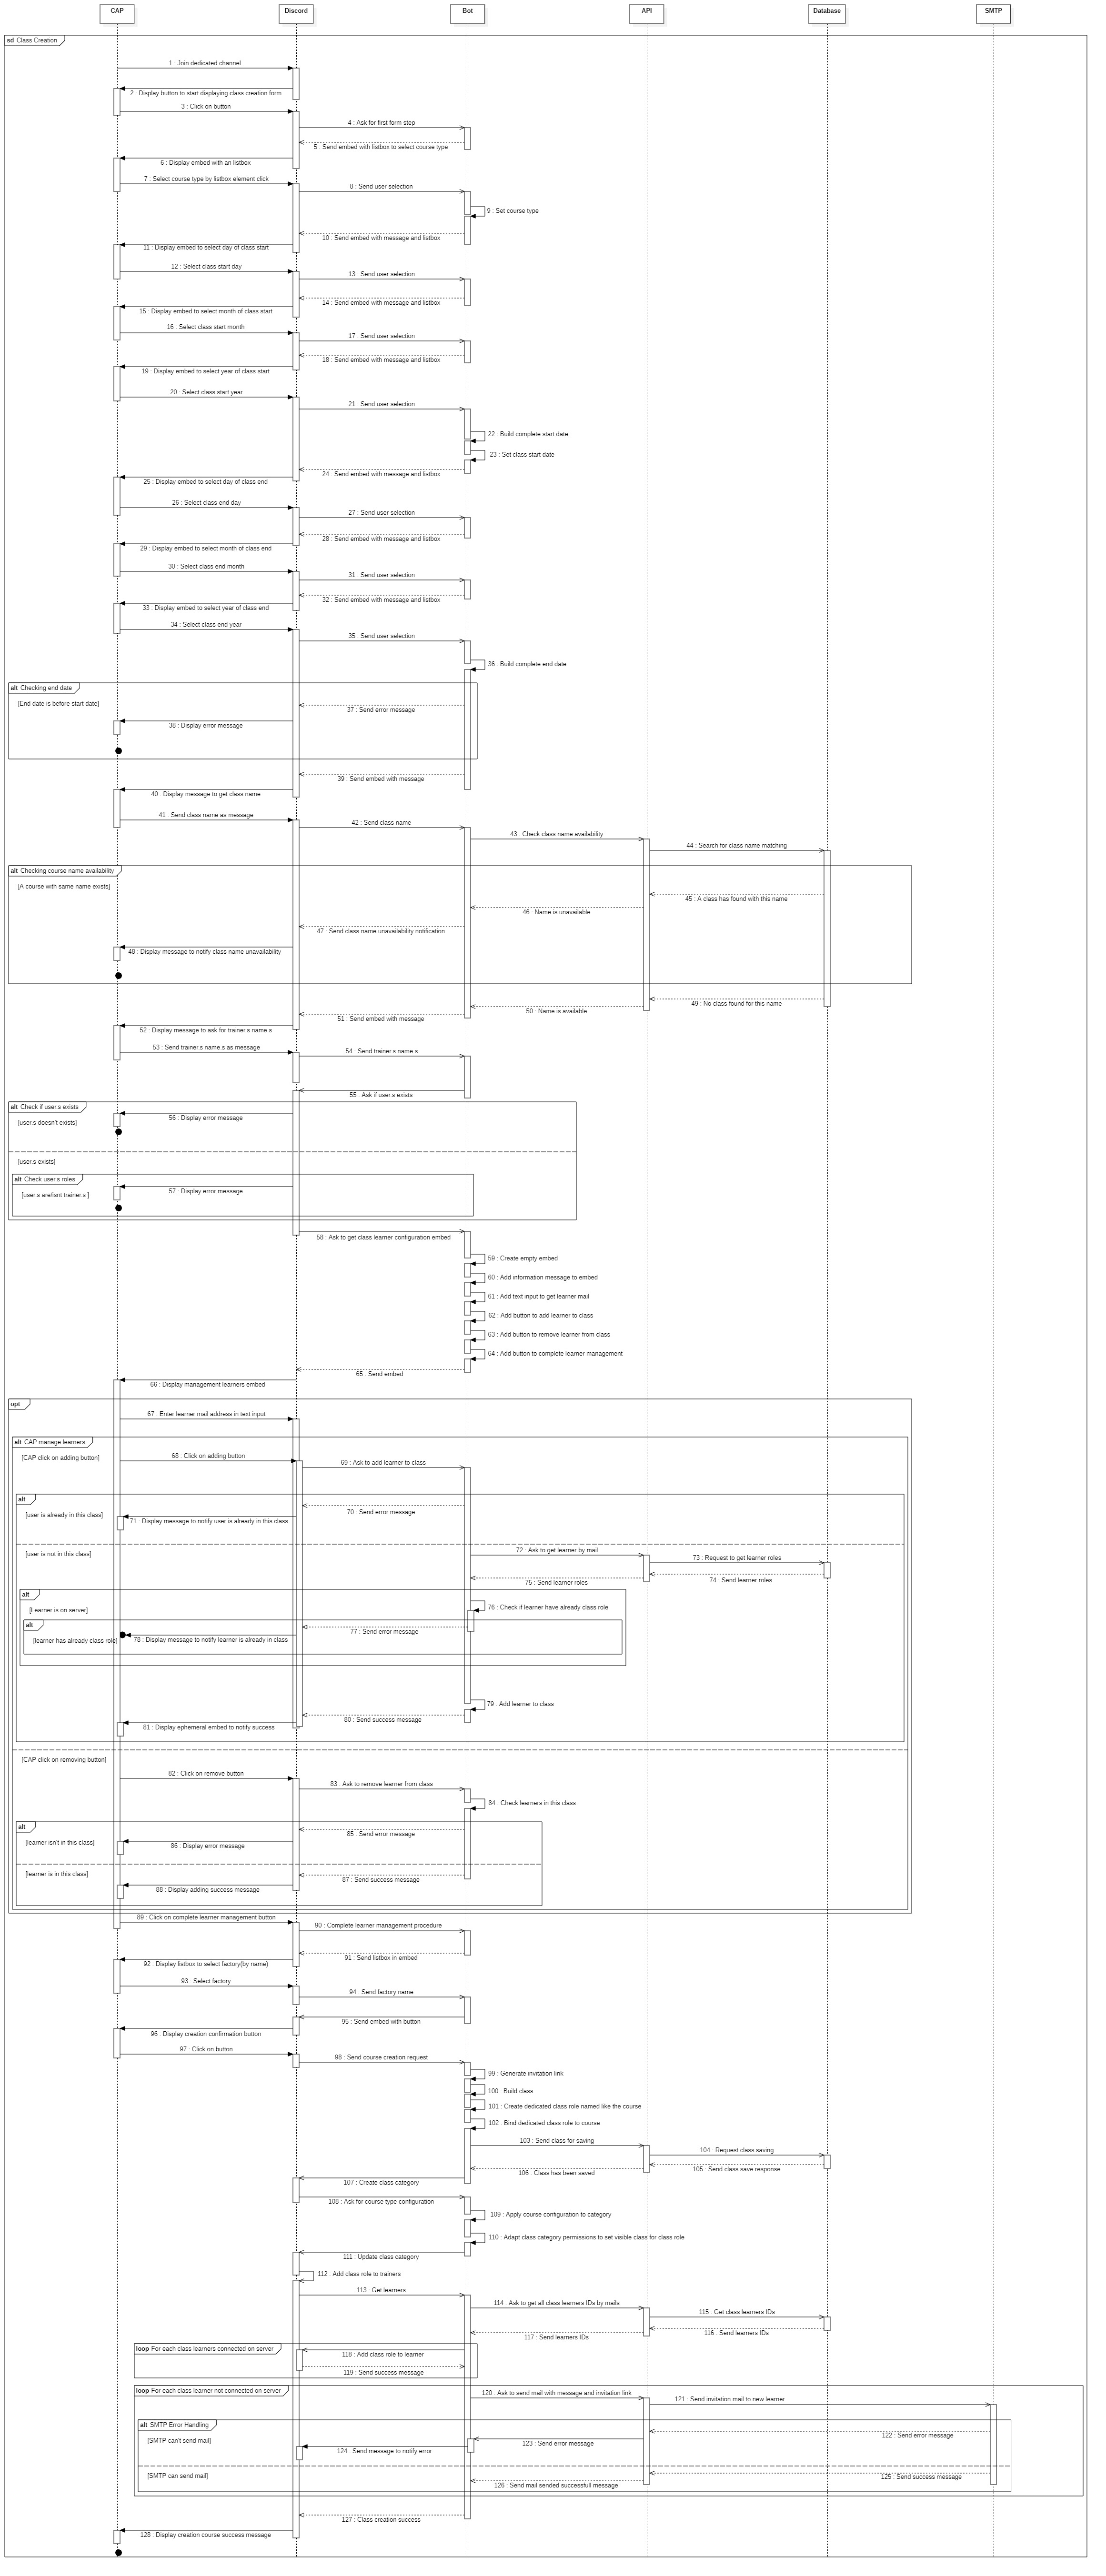 CAP
Discord
Bot
API
Database
SMTP
sd Class Creation
1 : Join dedicated channel
2 : Display button to start displaying class creation form
3 : Click on button
4 : Ask for first form step
5 : Send embed with listbox to select course type
6 : Display embed with an listbox
7 : Select course type by listbox element click
8 : Send user selection
9 : Set course type
10 : Send embed with message and listbox
11 : Display embed to select day of class start
12 : Select class start day
13 : Send user selection
14 : Send embed with message and listbox
15 : Display embed to select month of class start
16 : Select class start month
17 : Send user selection
18 : Send embed with message and listbox
19 : Display embed to select year of class start
20 : Select class start year
21 : Send user selection
22 : Build complete start date
23 : Set class start date
24 : Send embed with message and listbox
25 : Display embed to select day of class end
26 : Select class end day
27 : Send user selection
28 : Send embed with message and listbox
29 : Display embed to select month of class end
30 : Select class end month
31 : Send user selection
32 : Send embed with message and listbox
33 : Display embed to select year of class end
34 : Select class end year
35 : Send user selection
36 : Build complete end date
alt Checking end date
[End date is before start date]
37 : Send error message
38 : Display error message
39 : Send embed with message
40 : Display message to get class name
41 : Send class name as message
42 : Send class name
43 : Check class name availability
44 : Search for class name matching
alt Checking course name availability
[A course with same name exists]
45 : A class has found with this name
46 : Name is unavailable
47 : Send class name unavailability notification
48 : Display message to notify class name unavailability
49 : No class found for this name
50 : Name is available
51 : Send embed with message
52 : Display message to ask for trainer.s name.s
53 : Send trainer.s name.s as message
54 : Send trainer.s name.s
55 : Ask if user.s exists
alt Check if user.s exists
[user.s doesn't exists]
56 : Display error message
[user.s exists]
alt Check user.s roles
[user.s are/isnt trainer.s ]
57 : Display error message
58 : Ask to get class learner configuration embed
59 : Create empty embed
60 : Add information message to embed
61 : Add text input to get learner mail
62 : Add button to add learner to class
63 : Add button to remove learner from class
64 : Add button to complete learner management
65 : Send embed
66 : Display management learners embed
opt
67 : Enter learner mail address in text input
alt CAP manage learners
[CAP click on adding button]
68 : Click on adding button
69 : Ask to add learner to class
alt
[user is already in this class]
70 : Send error message
71 : Display message to notify user is already in this class
[user is not in this class]
72 : Ask to get learner by mail
73 : Request to get learner roles
74 : Send learner roles
75 : Send learner roles
alt
[Learner is on server]
76 : Check if learner have already class role
alt
[learner has already class role]
77 : Send error message
78 : Display message to notify learner is already in class
79 : Add learner to class
80 : Send success message
81 : Display ephemeral embed to notify success
[CAP click on removing button]
82 : Click on remove button
83 : Ask to remove learner from class
84 : Check learners in this class
alt
[learner isn't in this class]
85 : Send error message
86 : Display error message
[learner is in this class]
87 : Send success message
88 : Display adding success message
89 : Click on complete learner management button
90 : Complete learner management procedure
91 : Send listbox in embed
92 : Display listbox to select factory(by name)
93 : Select factory
94 : Send factory name
95 : Send embed with button
96 : Display creation confirmation button
97 : Click on button
98 : Send course creation request
99 : Generate invitation link
100 : Build class
101 : Create dedicated class role named like the course
102 : Bind dedicated class role to course
103 : Send class for saving
104 : Request class saving
105 : Send class save response
106 : Class has been saved
107 : Create class category
108 : Ask for course type configuration
109 : Apply course configuration to category
110 : Adapt class category permissions to set visible class for class role
111 : Update class category
112 : Add class role to trainers
113 : Get learners
114 : Ask to get all class learners IDs by mails
115 : Get class learners IDs
116 : Send learners IDs
117 : Send learners IDs
loop For each class learners connected on server
118 : Add class role to learner
119 : Send success message
loop For each class learner not connected on server
120 : Ask to send mail with message and invitation link
121 : Send invitation mail to new learner
alt SMTP Error Handling
[SMTP can't send mail]
122 : Send error message
123 : Send error message
124 : Send message to notify error
[SMTP can send mail]
125 : Send success message
126 : Send mail sended successfull message
127 : Class creation success
128 : Display creation course success message